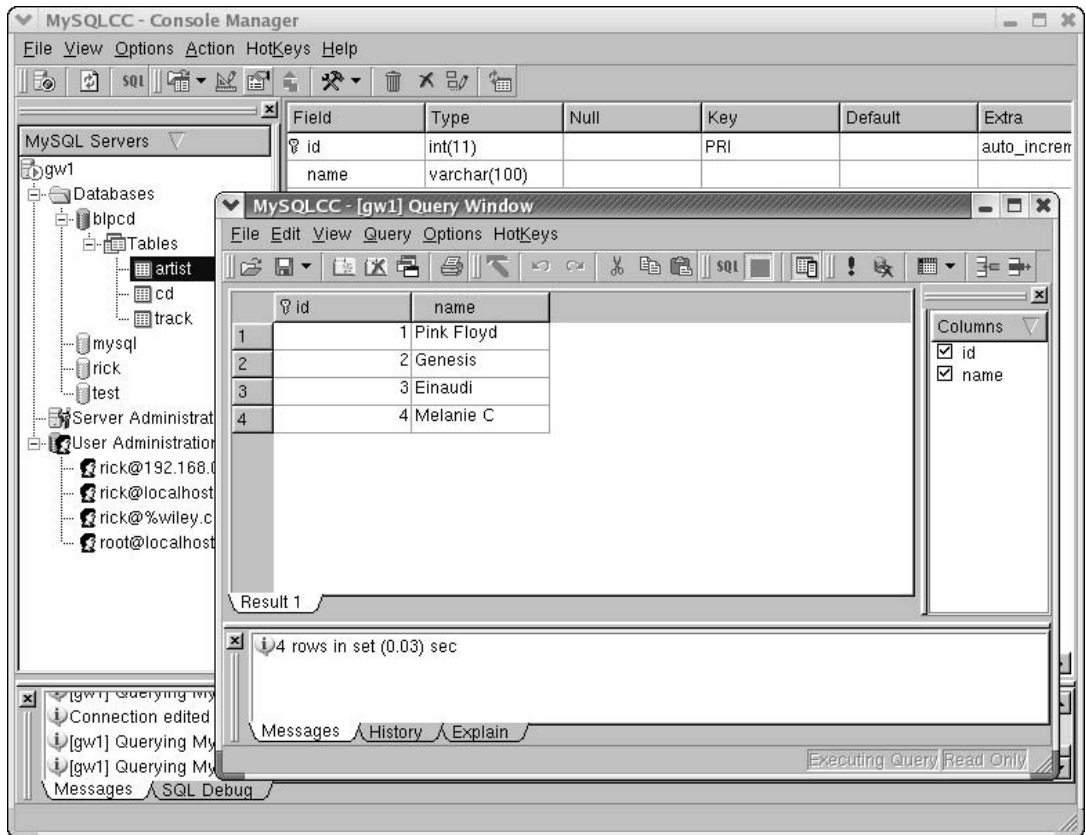 MySQLCC - Console Manager
File View Options Action HotKeys Help
SQL
MySQL Servers
gw1
Databases
blpcd
Tables
artist
cd
track
mysql
rick
test
Server Administrat
User Administration
rick@192.168.
rick@localhost
rick@%wiley.c
root@localhost
Field Type Null Key Default Extra
id int(11) PRI auto_increm
name varchar(100)
MySQLCC - [gw1] Query Window
File Edit View Query Options HotKeys
SQL
id name
1 1 Pink Floyd
2 2 Genesis
3 3 Einaudi
4 4 Melanie C
Result 1
Columns
id
name
4 rows in set (0.03) sec
Messages History Explain
Executing Query Read Only
[gw1] Querying My
Connection edited
[gw1] Querying My
[gw1] Querying My
Messages SQL Debug